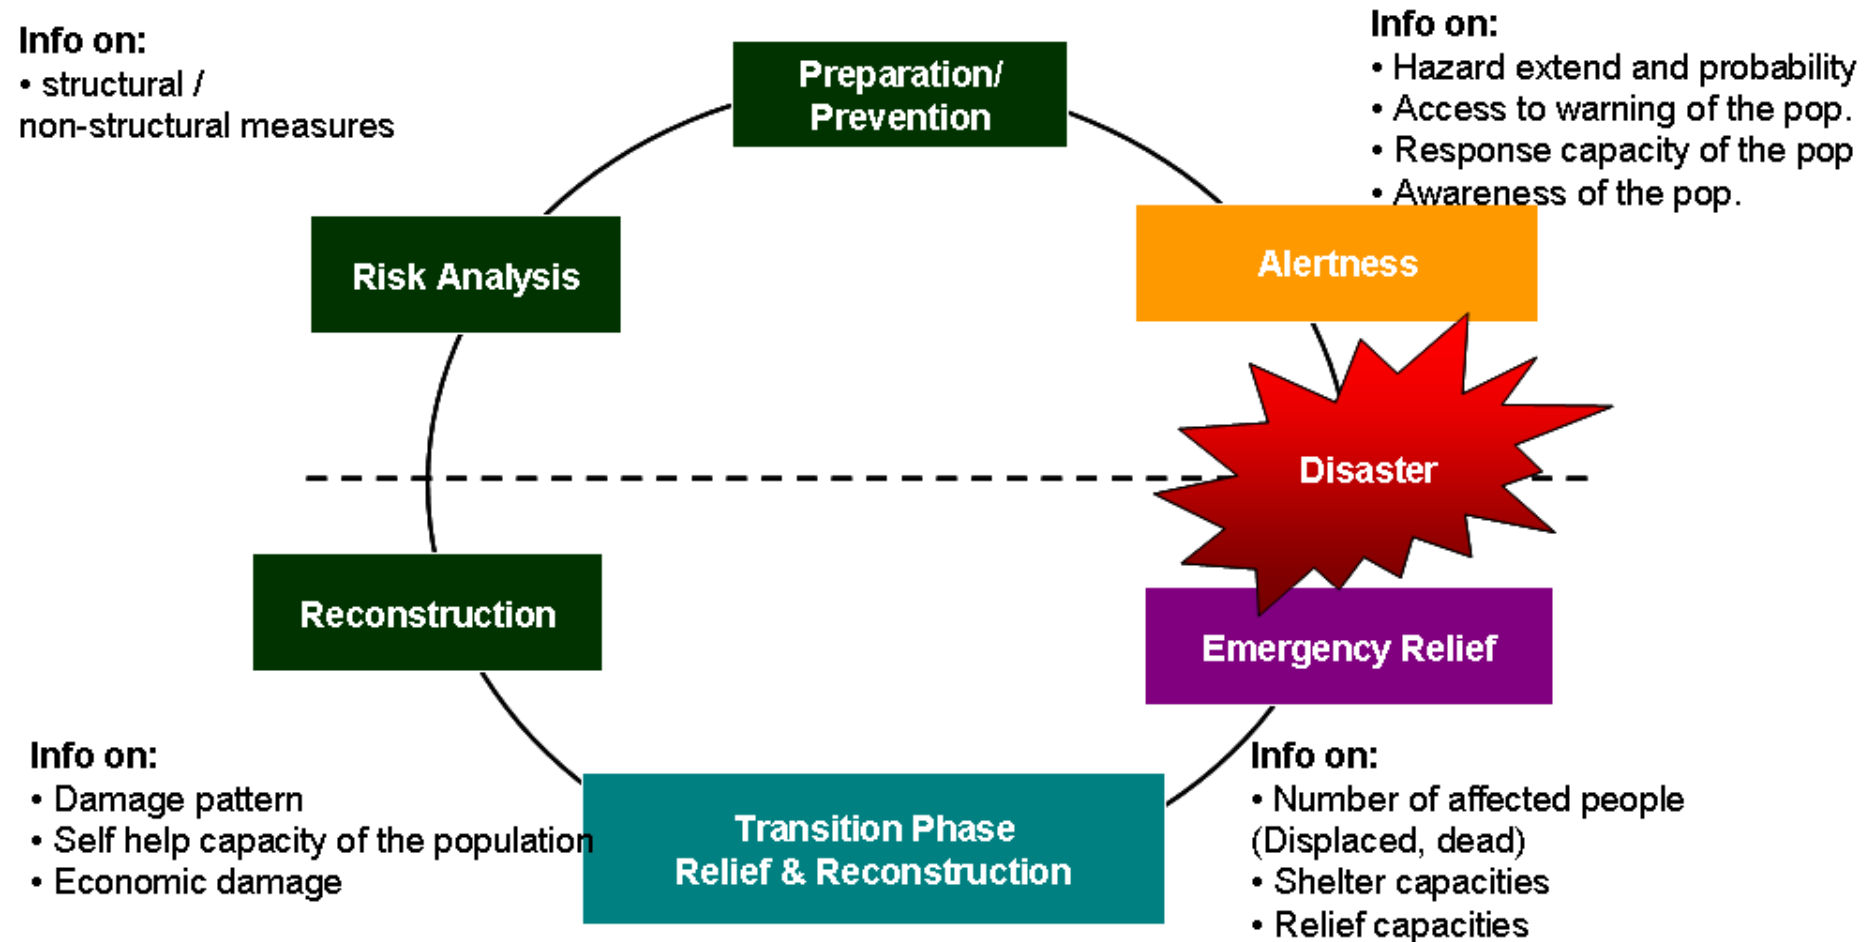 Info on:
• structural /
non-structural measures
Preparation/
Prevention
Info on:
• Hazard extend and probability
• Access to warning of the pop.
• Response capacity of the pop
• Awareness of the pop.
Risk Analysis
Alertness
Disaster
Reconstruction
Emergency Relief
Info on:
• Damage pattern
• Self help capacity of the population
• Economic damage
Transition Phase
Relief & Reconstruction
Info on:
• Number of affected people
(Displaced, dead)
• Shelter capacities
• Relief capacities